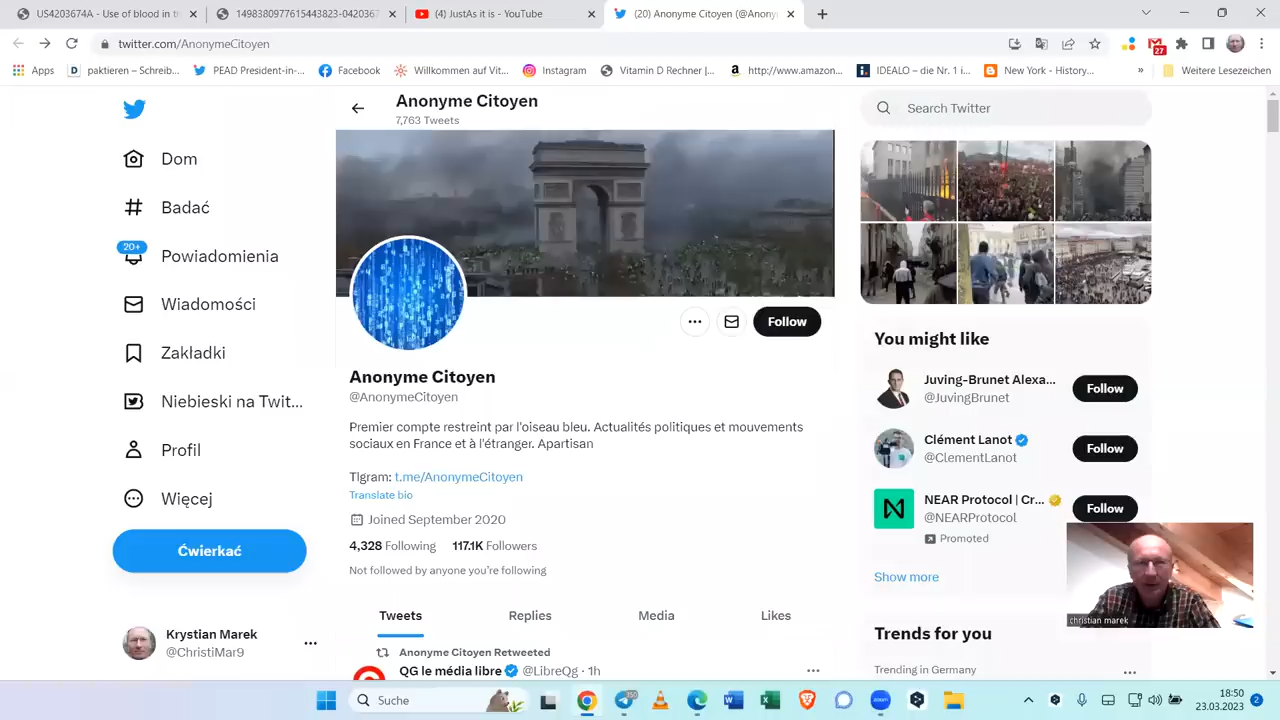 US4203674A - Use of blood in t
1498380977615443823-0420367
(4) JustAs it is - YouTube
(20) Anonyme Citoyen (@Anony
twitter.com/AnonymeCitoyen
27
Apps
paktieren – Schreib...
PEAD President-in-...
Facebook
Willkommen auf Vit...
Instagram
Vitamin D Rechner |...
http://www.amazon...
IDEALO – die Nr. 1 i...
New York - History...
»
Weitere Lesezeichen
Anonyme Citoyen
7,763 Tweets
Search Twitter
Dom
Badać
20+
Powiadomienia
Wiadomości
Zakładki
Niebieski na Twit...
Profil
Więcej
Ćwierkać
Krystian Marek
@ChristiMar9
Follow
Anonyme Citoyen
@AnonymeCitoyen
Premier compte restreint par l'oiseau bleu. Actualités politiques et mouvements
sociaux en France et à l'étranger. Apartisan
Tlgram: t.me/AnonymeCitoyen
Translate bio
Joined September 2020
4,328 Following 117.1K Followers
Not followed by anyone you're following
Tweets Replies Media Likes
Anonyme Citoyen Retweeted
QG le média libre @LibreQg · 1h
You might like
Juving-Brunet Alexa...
@JuvingBrunet
Follow
Clément Lanot
@ClementLanot
Follow
NEAR Protocol | Cr...
@NEARProtocol
Follow
Promoted
Show more
christian marek
Trends for you
Trending in Germany
Suche
18:50
23.03.2023
2